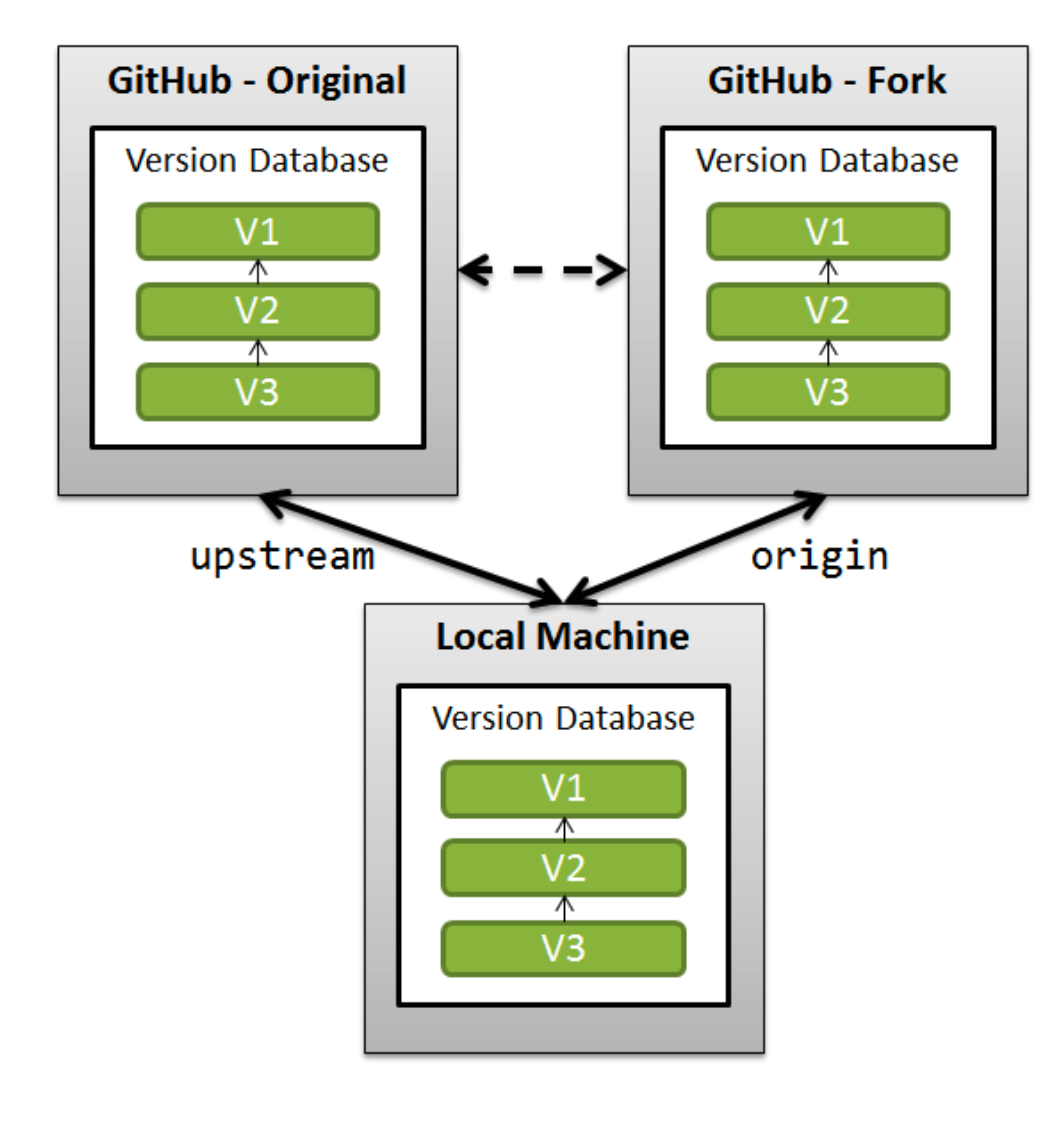 GitHub - Original
Version Database
V1
V2
V3
GitHub - Fork
Version Database
V1
V2
V3
upstream
origin
Local Machine
Version Database
V1
V2
V3